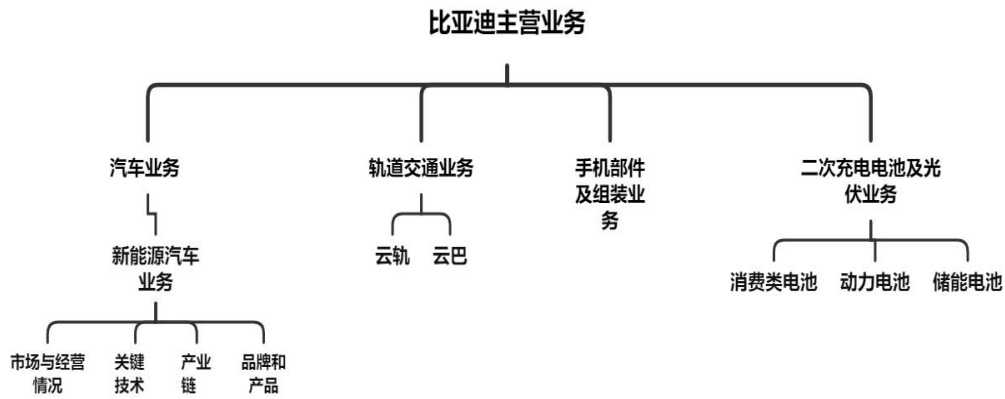 比亚迪主营业务
汽车业务
轨道交通业务
手机部件
及组装业
务
二次充电电池及光
伏业务
新能源汽车
业务
云轨
云巴
消费类电池
动力电池
储能电池
市场与经营
情况
关键
技术
产业
链
品牌和
产品